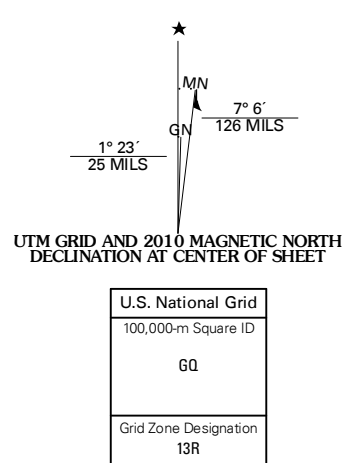 MN
7° 6´
126 MILS
GN
1° 23´
25 MILS
UTM GRID AND 2010 MAGNETIC NORTH
DECLINATION AT CENTER OF SHEET
U.S. National Grid
100,000-m Square ID
GQ
Grid Zone Designation
13R